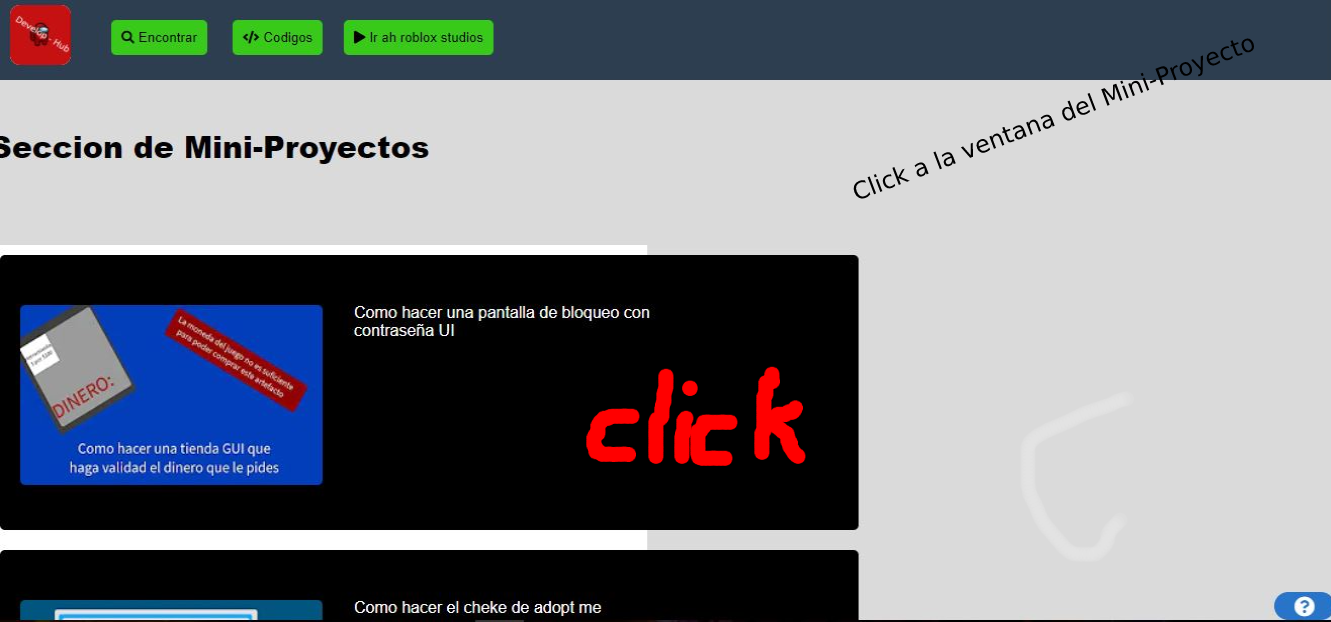 Develop - Hub
Encontrar
Codigos
Ir ah roblox studios
Click a la ventana del Mini-Proyecto
Seccion de Mini-Proyectos
Como hacer una pantalla de bloqueo con
contraseña UI
La moneda del juego no es suficiente
para poder comprar este artefacto
DINERO:
Como hacer una tienda GUI que
haga validad el dinero que le pides
click
Como hacer el cheke de adopt me